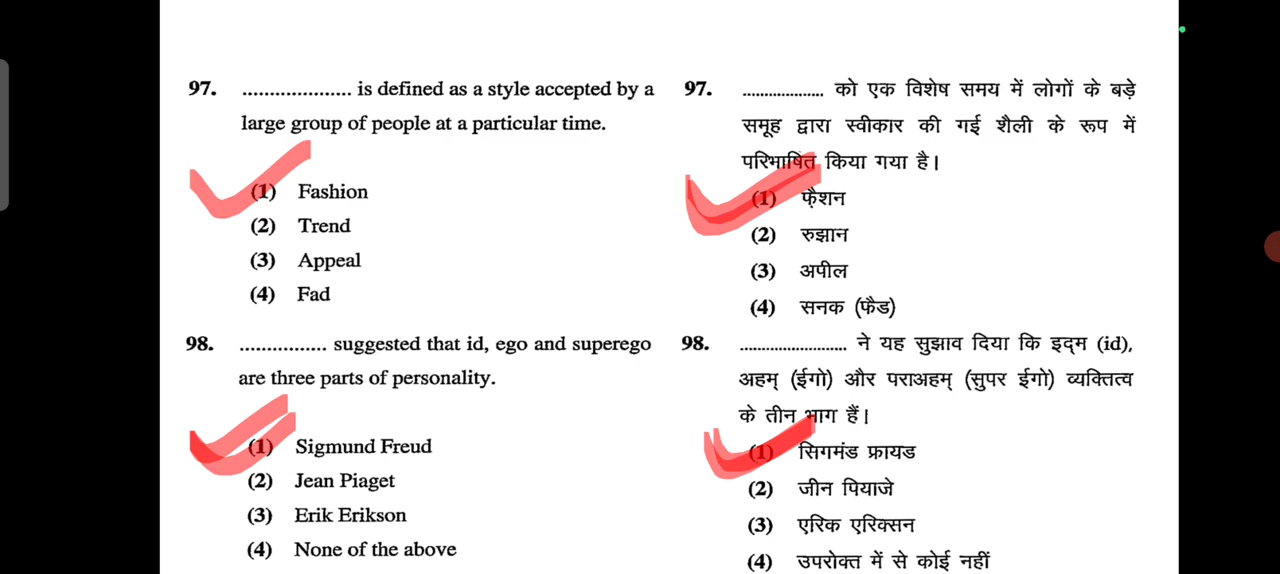 97. .................... is defined as a style accepted by a
large group of people at a particular time.
(1) Fashion
(2) Trend
(3) Appeal
(4) Fad
98. ................ suggested that id, ego and superego
are three parts of personality.
(1) Sigmund Freud
(2) Jean Piaget
(3) Erik Erikson
(4) None of the above
97. ................... को एक विशेष समय में लोगों के बड़े
समूह द्वारा स्वीकार की गई शैली के रूप में
परिभाषित किया गया है।
(1) फ़ैशन
(2) रुझान
(3) अपील
(4) सनक (फैड)
98. ......................... ने यह सुझाव दिया कि इद्म (id),
अहम् (ईगो) और पराअहम् (सुपर ईगो) व्यक्तित्व
के तीन भाग हैं।
(1) सिगमंड फ्रायड
(2) जीन पियाजे
(3) एरिक एरिक्सन
(4) उपरोक्त में से कोई नहीं